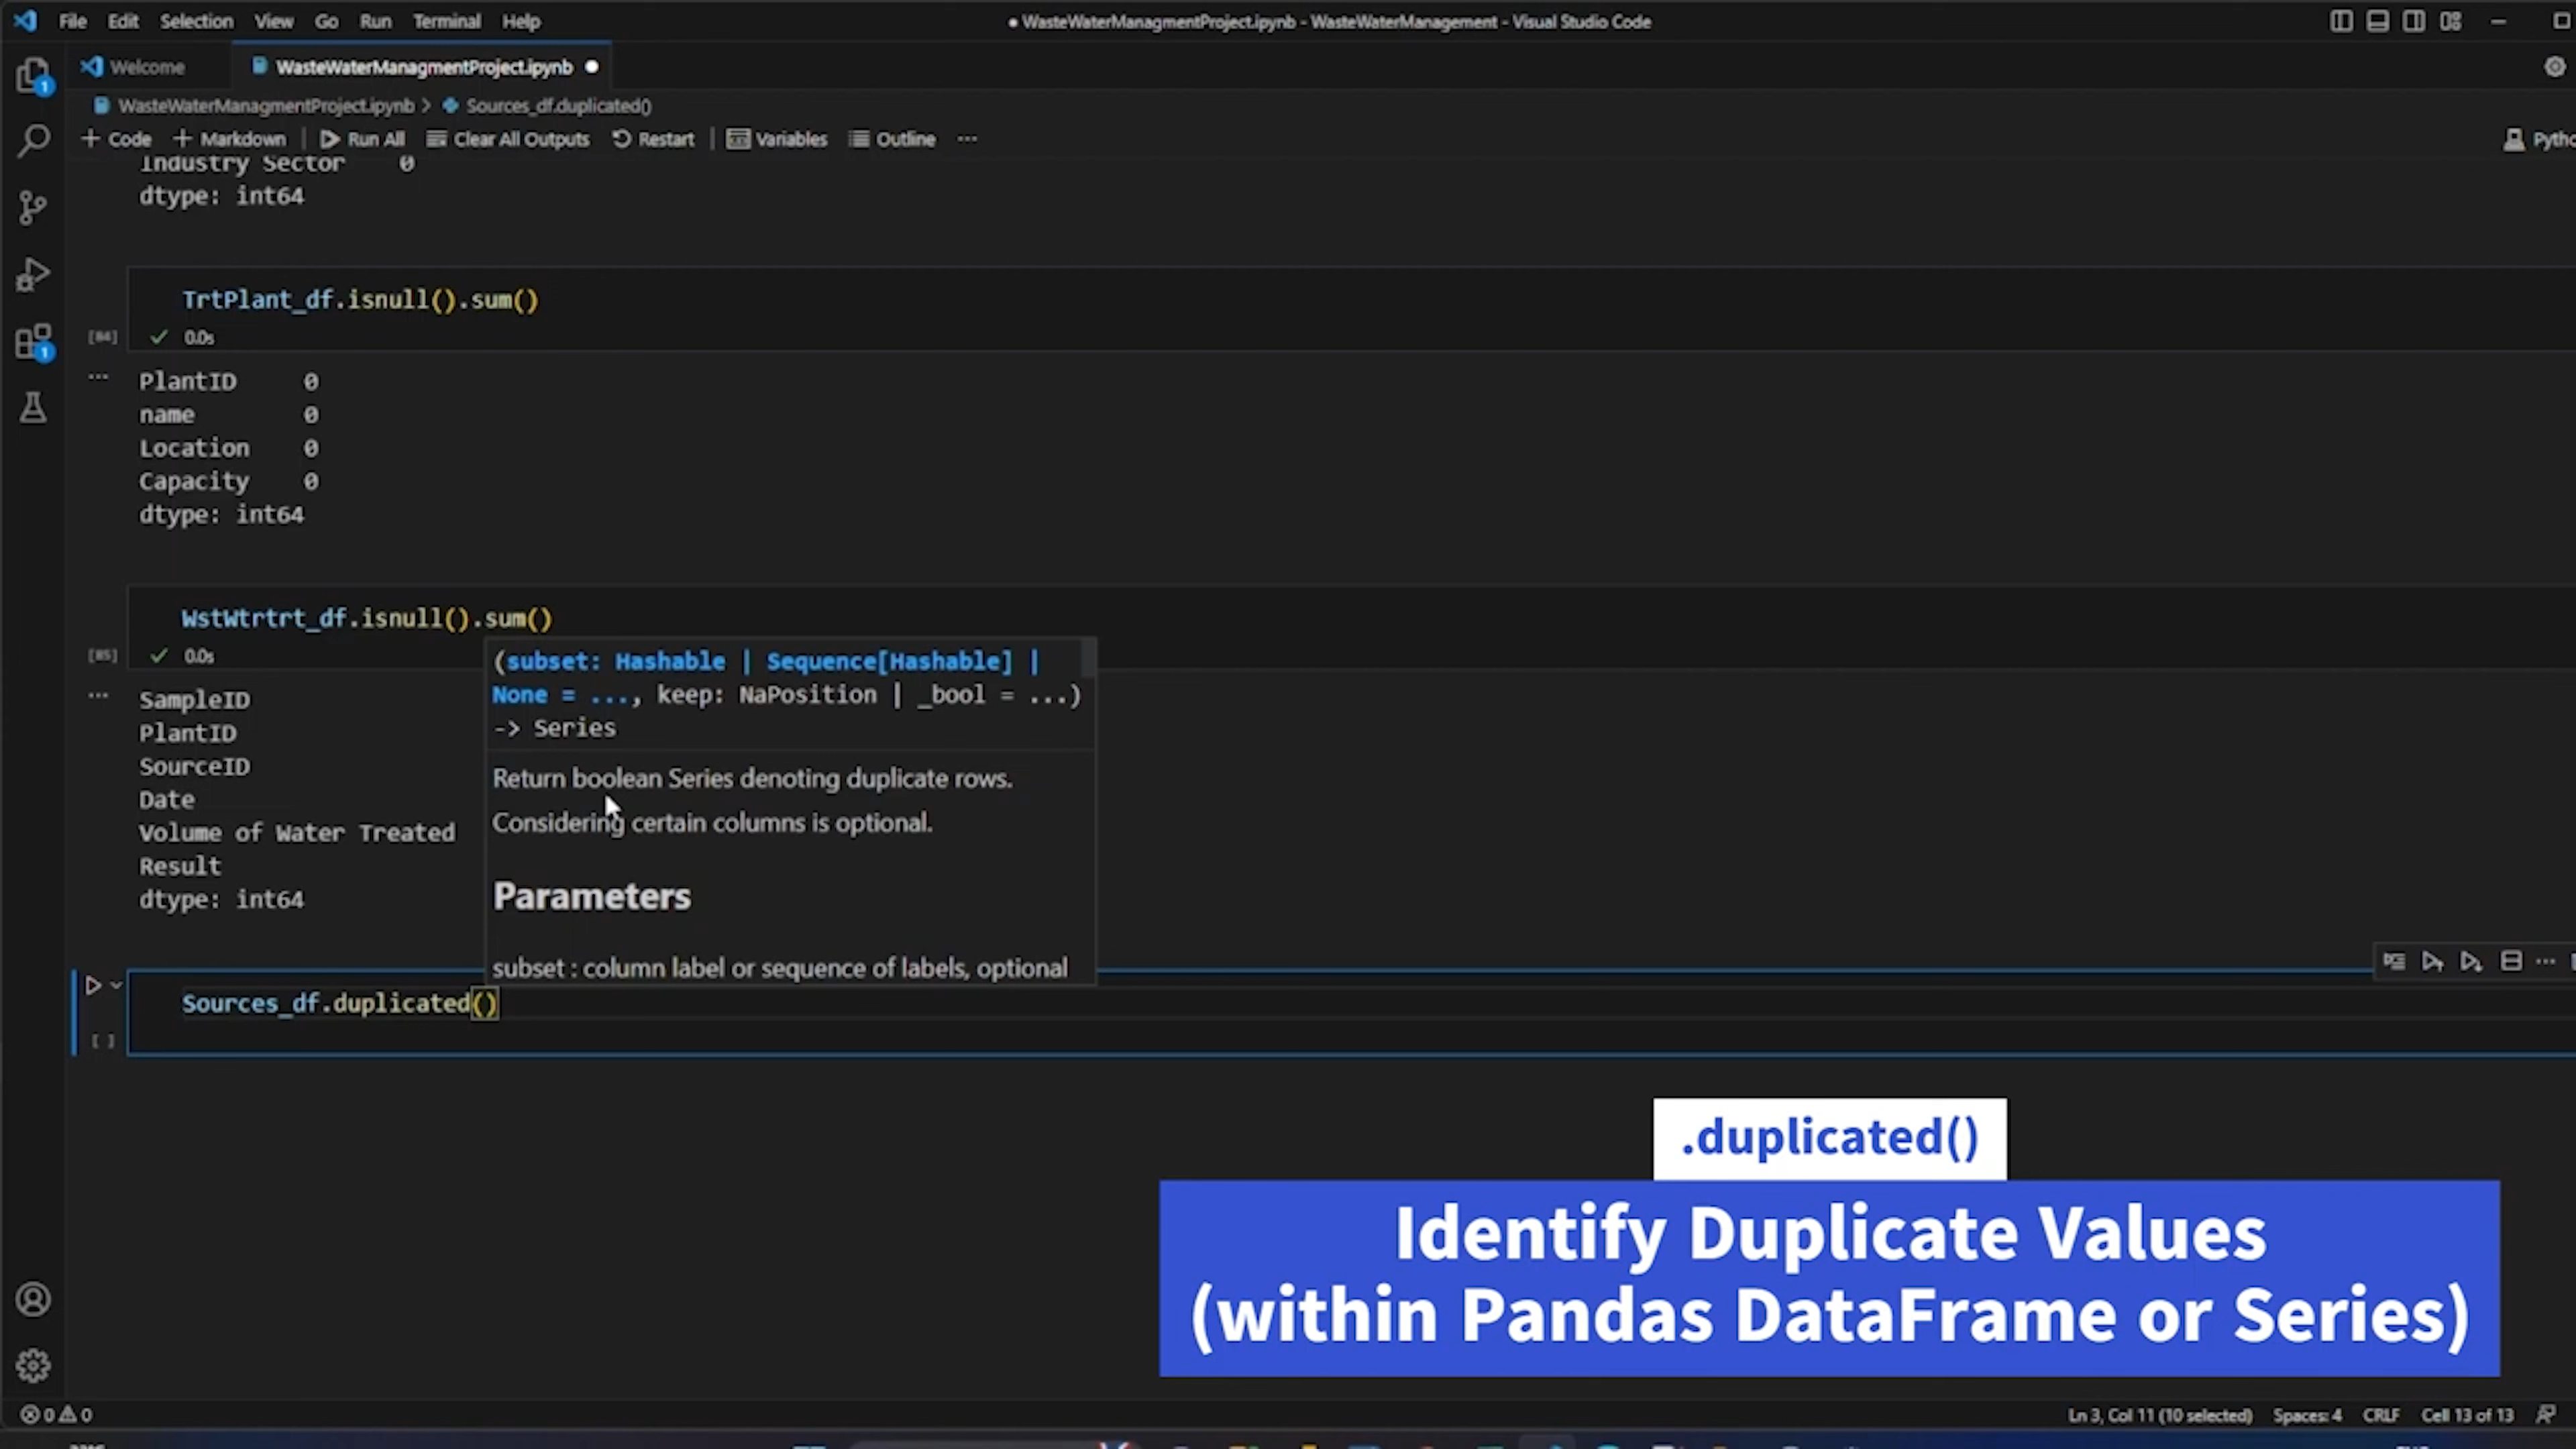 File Edit Selection View Go Run Terminal Help
● WasteWaterManagmentProject.ipynb - WasteWaterManagement - Visual Studio Code
Welcome
WasteWaterManagmentProject.ipynb ●
WasteWaterManagmentProject.ipynb > Sources_df.duplicated()
+ Code + Markdown | Run All Clear All Outputs Restart | Variables Outline ...
Industry Sector 0
dtype: int64
TrtPlant_df.isnull().sum()
[84] ✓ 0.0s
... PlantID 0
name 0
Location 0
Capacity 0
dtype: int64
WstWtrtrt_df.isnull().sum()
[85] ✓ 0.0s
... SampleID
PlantID
SourceID
Date
Volume of Water Treated
Result
dtype: int64
(subset: Hashable | Sequence[Hashable] |
None = ..., keep: NaPosition | _bool = ...)
-> Series
Return boolean Series denoting duplicate rows.
Considering certain columns is optional.
Parameters
subset : column label or sequence of labels, optional
Sources_df.duplicated()
[ ]
.duplicated()
Identify Duplicate Values
(within Pandas DataFrame or Series)
0 0
Ln 3, Col 11 (10 selected) Spaces: 4 CRLF Cell 13 of 13